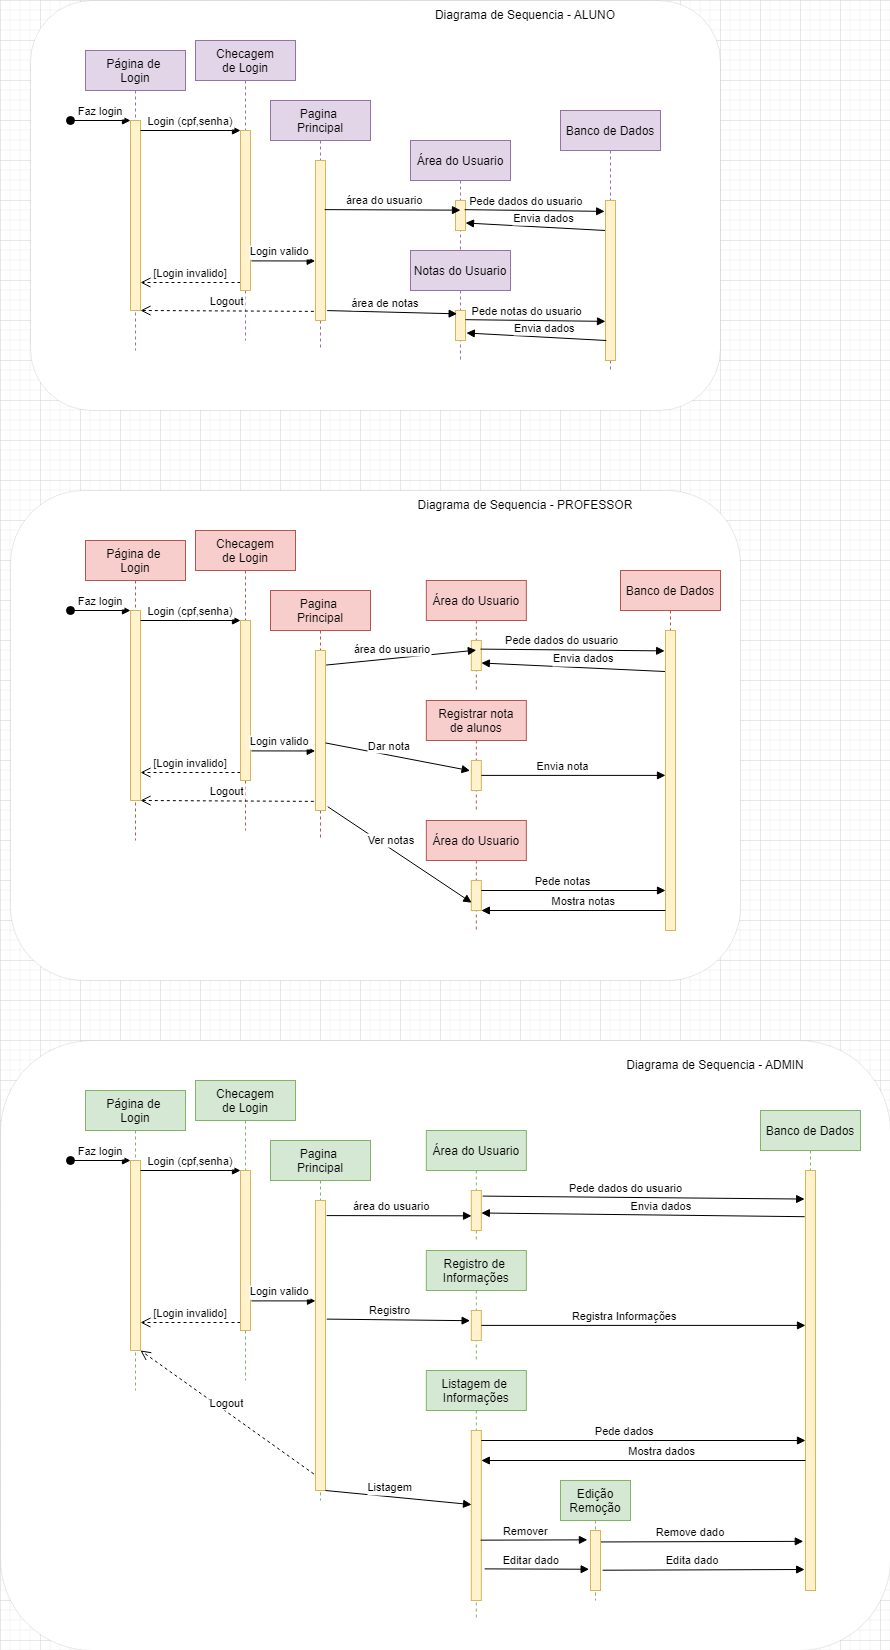 Diagrama de Sequencia - ALUNO
Página de
Login
Checagem
de Login
Pagina
Principal
Área do Usuario
Banco de Dados
Faz login
Login (cpf,senha)
área do usuario
Pede dados do usuario
Envia dados
Login valido
Notas do Usuario
[Login invalido]
Logout
área de notas
Pede notas do usuario
Envia dados
Diagrama de Sequencia - PROFESSOR
Página de
Login
Checagem
de Login
Pagina
Principal
Área do Usuario
Banco de Dados
Faz login
Login (cpf,senha)
área do usuario
Pede dados do usuario
Envia dados
Registrar nota
de alunos
Login valido
Dar nota
[Login invalido]
Envia nota
Logout
Ver notas
Área do Usuario
Pede notas
Mostra notas
Diagrama de Sequencia - ADMIN
Página de
Login
Checagem
de Login
Pagina
Principal
Área do Usuario
Banco de Dados
Faz login
Login (cpf,senha)
área do usuario
Pede dados do usuario
Envia dados
Registro de
Informações
Login valido
[Login invalido]
Registro
Registra Informações
Listagem de
Informações
Logout
Pede dados
Mostra dados
Listagem
Edição
Remoção
Remover
Remove dado
Editar dado
Edita dado